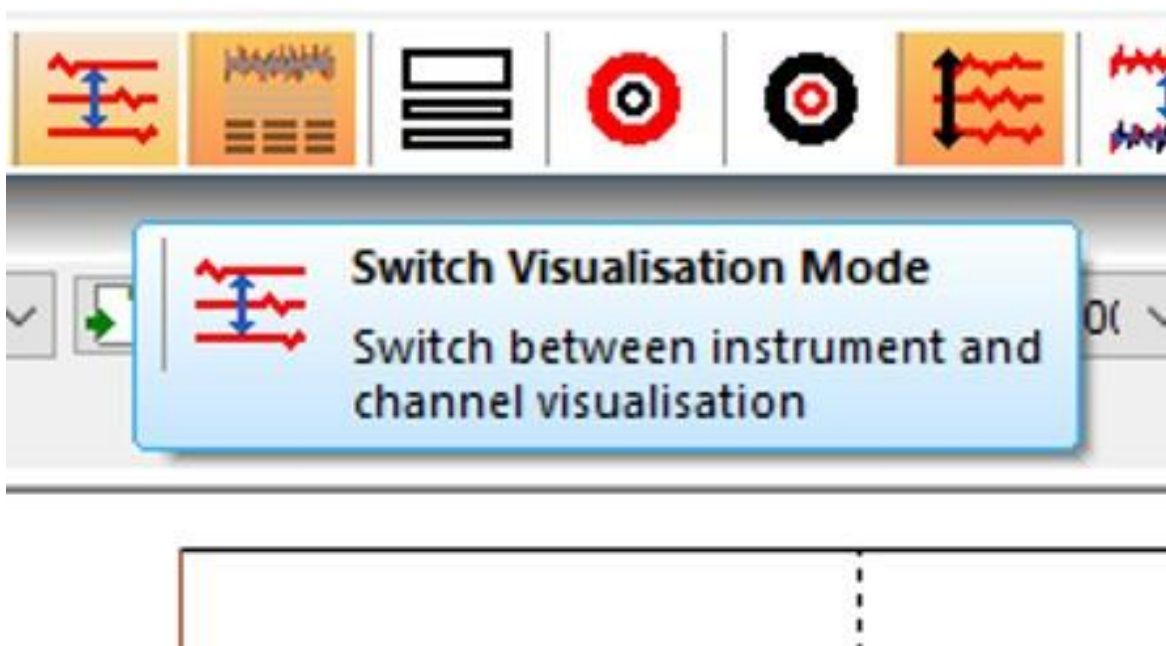 Switch Visualisation Mode
Switch between instrument and
channel visualisation